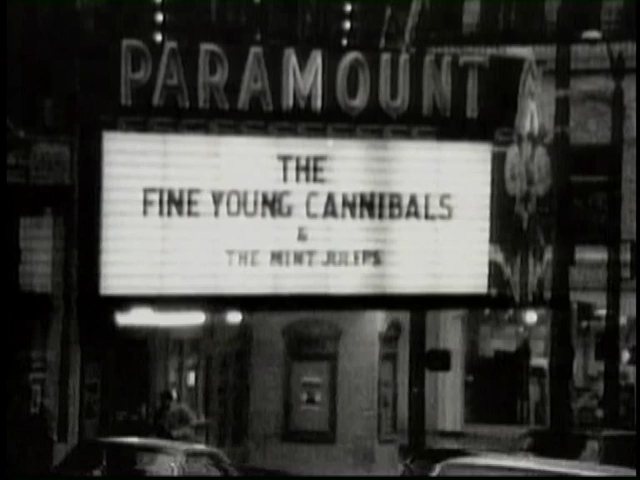 PARAMOUNT
THE
FINE YOUNG CANNIBALS
&
THE MINT JULEPS